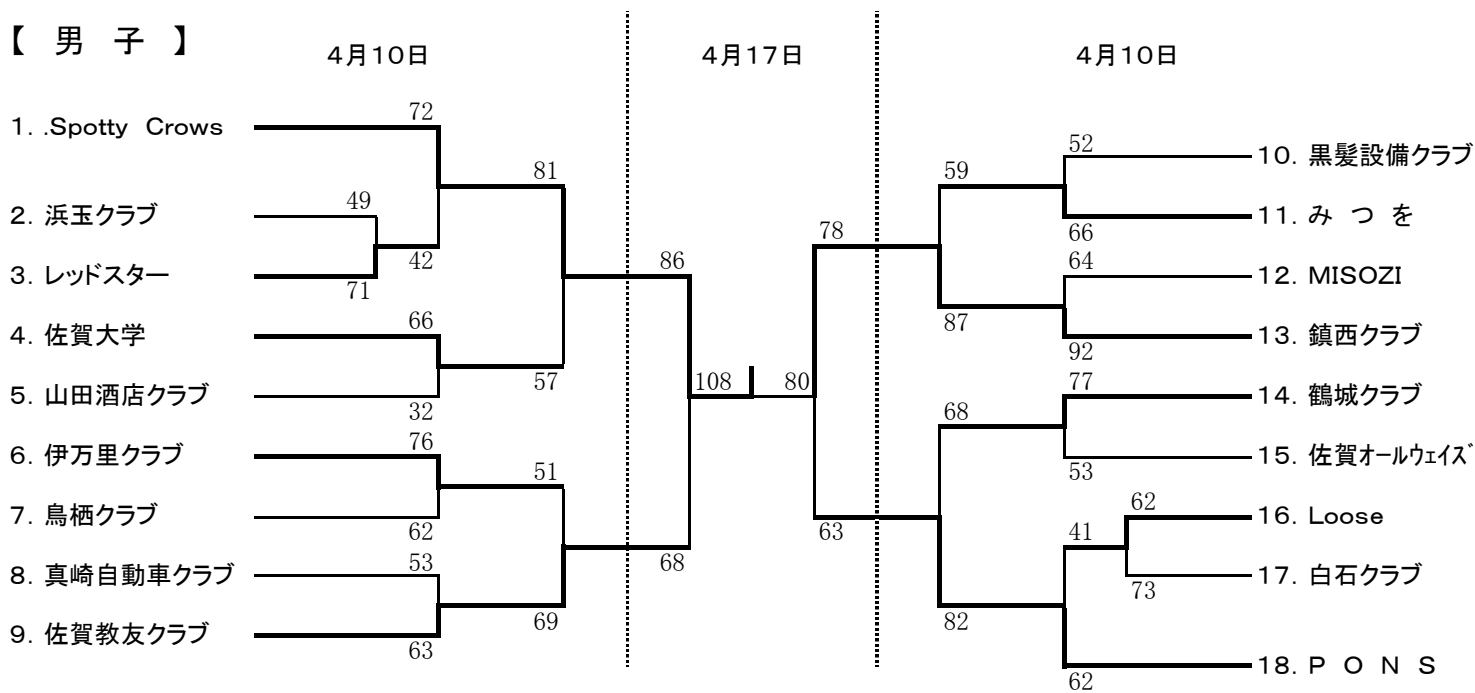 【 男 子 】
4月10日
4月17日
4月10日
1. .Spotty Crows
2. 浜玉クラブ
3. レッドスター
4. 佐賀大学
5. 山田酒店クラブ
6. 伊万里クラブ
7. 鳥栖クラブ
8. 真崎自動車クラブ
9. 佐賀教友クラブ
72
49
42
71
66
32
76
62
53
63
81
57
51
69
86
68
108
80
78
63
59
87
68
82
52
66
64
92
77
53
41
62
62
73
10. 黒髪設備クラブ
11. み つ を
12. MISOZI
13. 鎮西クラブ
14. 鶴城クラブ
15. 佐賀オールウェイズ
16. Loose
17. 白石クラブ
18. P O N S